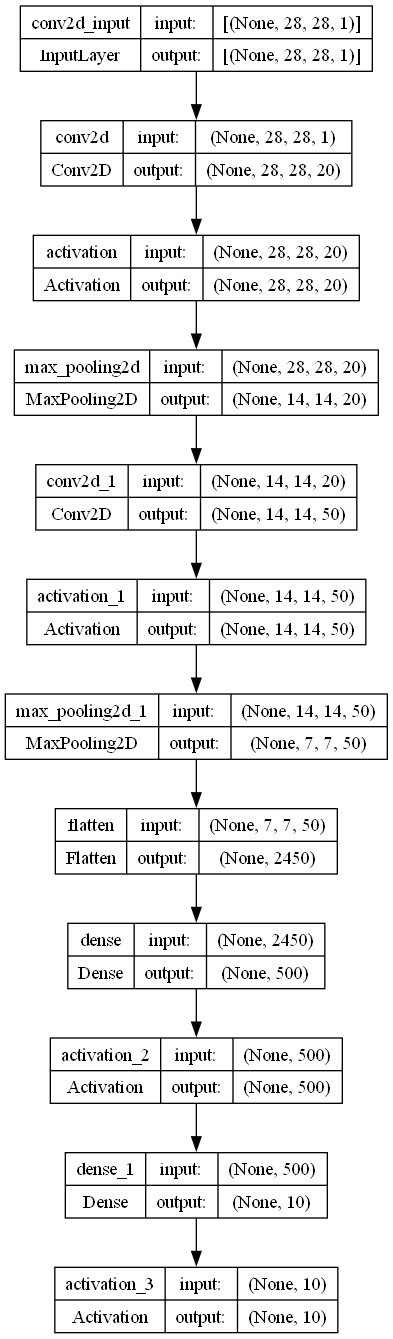 conv2d_input input: [(None, 28, 28, 1)]
InputLayer output: [(None, 28, 28, 1)]
conv2d input: (None, 28, 28, 1)
Conv2D output: (None, 28, 28, 20)
activation input: (None, 28, 28, 20)
Activation output: (None, 28, 28, 20)
max_pooling2d input: (None, 28, 28, 20)
MaxPooling2D output: (None, 14, 14, 20)
conv2d_1 input: (None, 14, 14, 20)
Conv2D output: (None, 14, 14, 50)
activation_1 input: (None, 14, 14, 50)
Activation output: (None, 14, 14, 50)
max_pooling2d_1 input: (None, 14, 14, 50)
MaxPooling2D output: (None, 7, 7, 50)
flatten input: (None, 7, 7, 50)
Flatten output: (None, 2450)
dense input: (None, 2450)
Dense output: (None, 500)
activation_2 input: (None, 500)
Activation output: (None, 500)
dense_1 input: (None, 500)
Dense output: (None, 10)
activation_3 input: (None, 10)
Activation output: (None, 10)